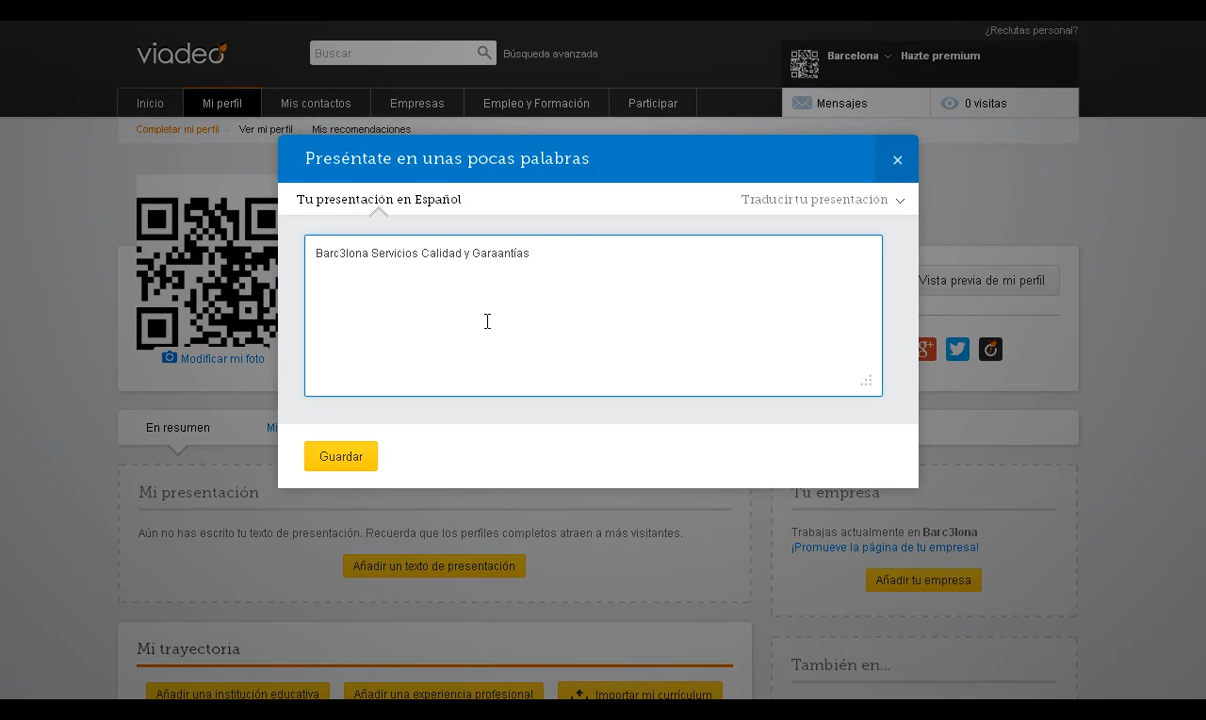 ¿Reclutas personal?
viadeo
Buscar
Búsqueda avanzada
Barcelona
Hazte premium
Inicio
Mi perfil
Mis contactos
Empresas
Empleo y Formación
Participar
Mensajes
0 visitas
Completar mi perfil · Ver mi perfil · Mis recomendaciones
Preséntate en unas pocas palabras
×
Tu presentación en Español
Traducir tu presentación
Barc3lona Servicios Calidad y Garaantías
Vista previa de mi perfil
g+
Modificar mi foto
En resumen
Mi
Guardar
Mi presentación
Aún no has escrito tu texto de presentación. Recuerda que los perfiles completos atraen a más visitantes.
Añadir un texto de presentación
Tu empresa
Trabajas actualmente en Barc3lona
¡Promueve la página de tu empresa!
Añadir tu empresa
Mi trayectoria
Añadir una institución educativa
Añadir una experiencia profesional
Importar mi currículum
También en...